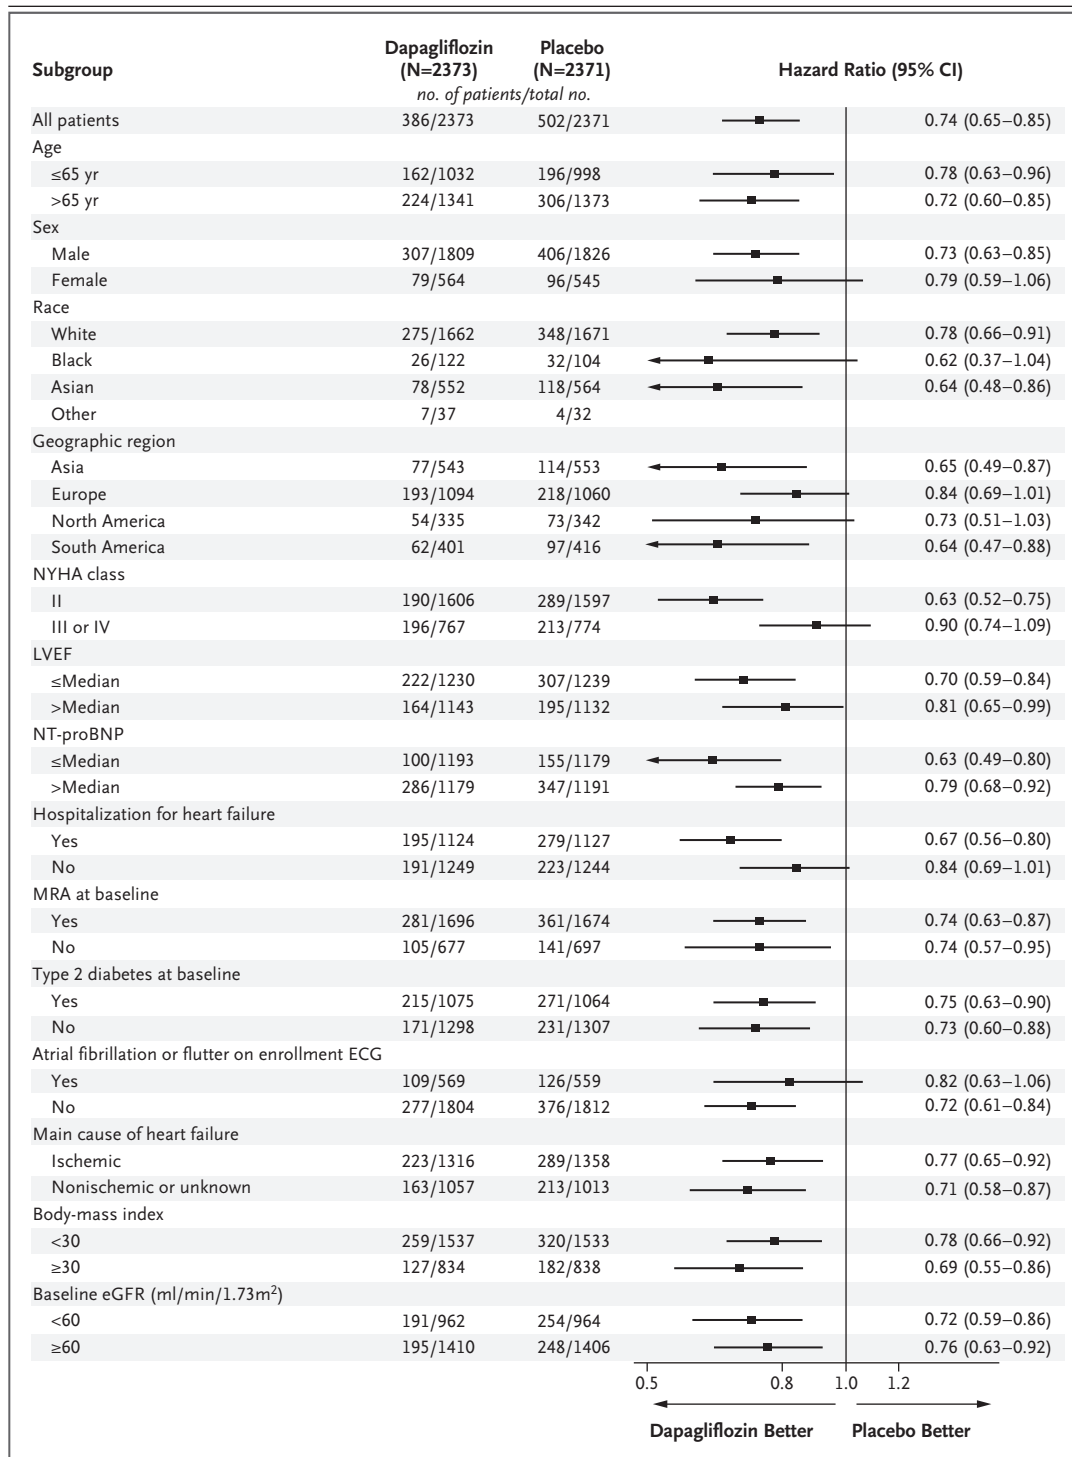 Subgroup Dapagliflozin (N=2373) Placebo (N=2371) Hazard Ratio (95% CI)
no. of patients/total no.
All patients 386/2373 502/2371 0.74 (0.65–0.85)
Age
≤65 yr 162/1032 196/998 0.78 (0.63–0.96)
>65 yr 224/1341 306/1373 0.72 (0.60–0.85)
Sex
Male 307/1809 406/1826 0.73 (0.63–0.85)
Female 79/564 96/545 0.79 (0.59–1.06)
Race
White 275/1662 348/1671 0.78 (0.66–0.91)
Black 26/122 32/104 0.62 (0.37–1.04)
Asian 78/552 118/564 0.64 (0.48–0.86)
Other 7/37 4/32
Geographic region
Asia 77/543 114/553 0.65 (0.49–0.87)
Europe 193/1094 218/1060 0.84 (0.69–1.01)
North America 54/335 73/342 0.73 (0.51–1.03)
South America 62/401 97/416 0.64 (0.47–0.88)
NYHA class
II 190/1606 289/1597 0.63 (0.52–0.75)
III or IV 196/767 213/774 0.90 (0.74–1.09)
LVEF
≤Median 222/1230 307/1239 0.70 (0.59–0.84)
>Median 164/1143 195/1132 0.81 (0.65–0.99)
NT-proBNP
≤Median 100/1193 155/1179 0.63 (0.49–0.80)
>Median 286/1179 347/1191 0.79 (0.68–0.92)
Hospitalization for heart failure
Yes 195/1124 279/1127 0.67 (0.56–0.80)
No 191/1249 223/1244 0.84 (0.69–1.01)
MRA at baseline
Yes 281/1696 361/1674 0.74 (0.63–0.87)
No 105/677 141/697 0.74 (0.57–0.95)
Type 2 diabetes at baseline
Yes 215/1075 271/1064 0.75 (0.63–0.90)
No 171/1298 231/1307 0.73 (0.60–0.88)
Atrial fibrillation or flutter on enrollment ECG
Yes 109/569 126/559 0.82 (0.63–1.06)
No 277/1804 376/1812 0.72 (0.61–0.84)
Main cause of heart failure
Ischemic 223/1316 289/1358 0.77 (0.65–0.92)
Nonischemic or unknown 163/1057 213/1013 0.71 (0.58–0.87)
Body-mass index
<30 259/1537 320/1533 0.78 (0.66–0.92)
≥30 127/834 182/838 0.69 (0.55–0.86)
Baseline eGFR (ml/min/1.73m²)
<60 191/962 254/964 0.72 (0.59–0.86)
≥60 195/1410 248/1406 0.76 (0.63–0.92)
0.5 0.8 1.0 1.2
Dapagliflozin Better Placebo Better